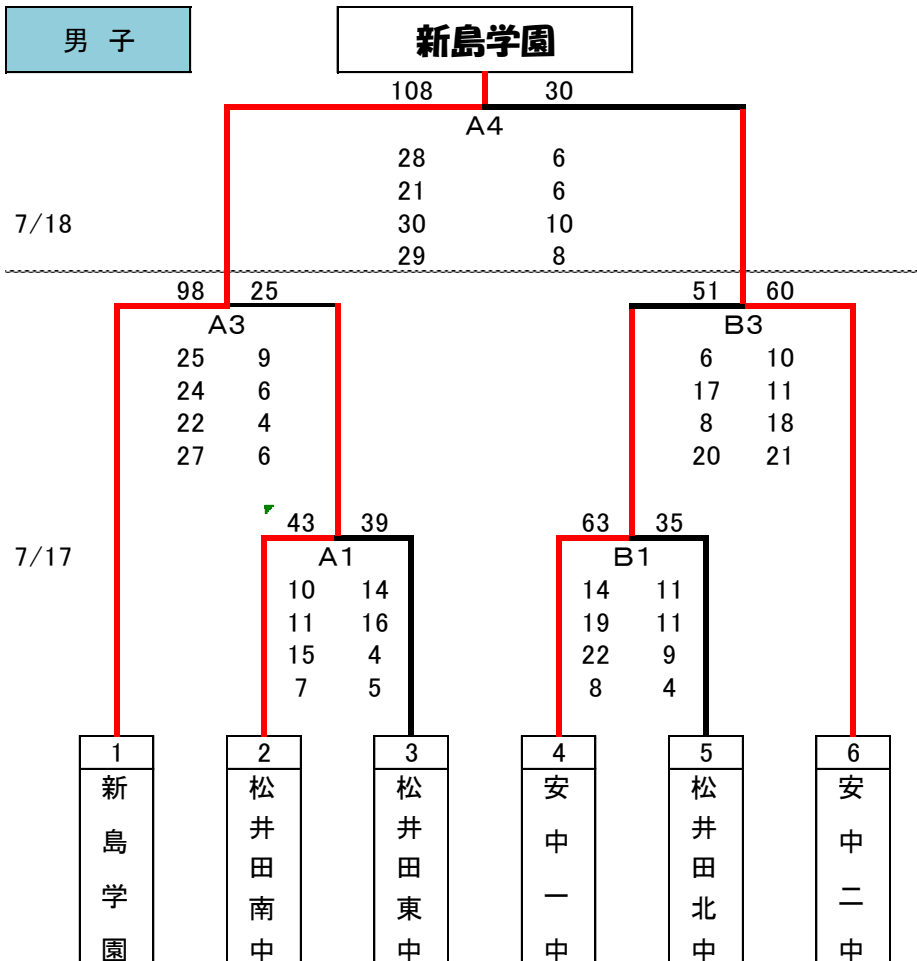 男子
新島学園
108 30
A4
28 6
21 6
7/18 30 10
29 8
98 25 51 60
A3 B3
25 9 6 10
24 6 17 11
22 4 8 18
27 6 20 21
43 39 63 35
7/17 A1 B1
10 14 14 11
11 16 19 11
15 4 22 9
7 5 8 4
1 2 3 4 5 6
新島学園
松井田南中
松井田東中
安中一中
松井田北中
安中二中